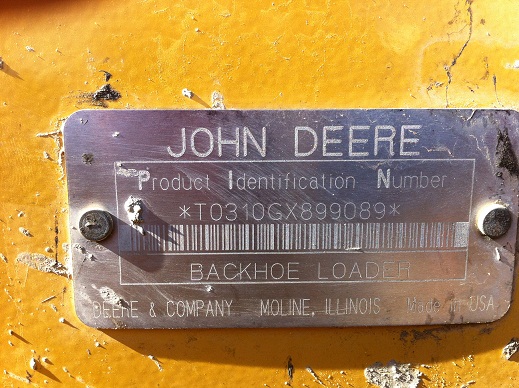 JOHN DEERE
Product Identification Number
*T0310GX899089*
BACKHOE LOADER
DEERE & COMPANY MOLINE, ILLINOIS Made in USA